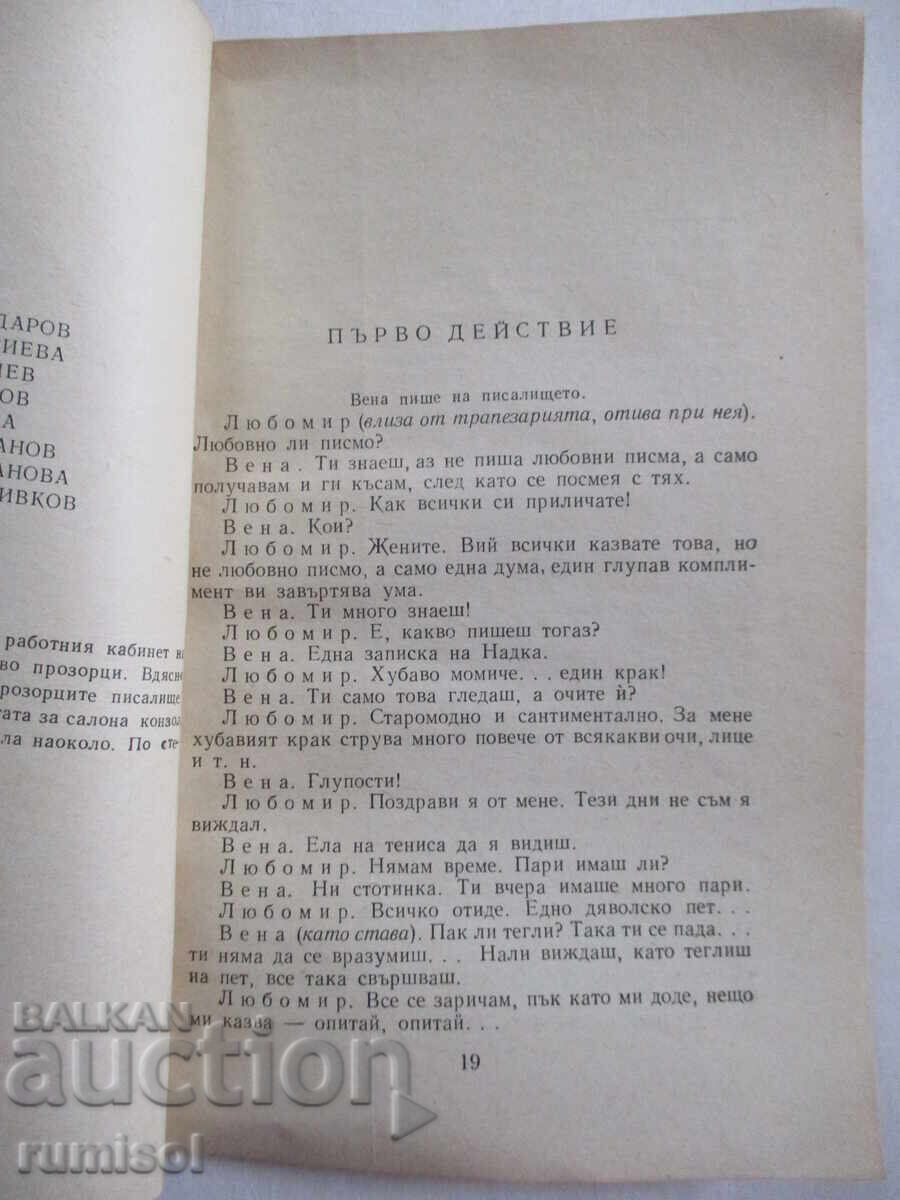 ДАРОВ
ИЕВА
ЕВ
ОВ
А
АНОВ
АНОВА
ИВКОВ
работния кабинет
во прозорци. Вдясно
розорците писалище
ата за салона конзол
ла наоколо. По сте
ПЪРВО ДЕЙСТВИЕ
Вена пише на писалището.
Любомир (влиза от трапезарията, отива при нея).
Любовно ли писмо?
Вена. Ти знаеш, аз не пиша любовни писма, а само
получавам и ги късам, след като се посмея с тях.
Любомир. Как всички си приличате!
Вена. Кои?
Любомир. Жените. Вий всички казвате това, но
не любовно писмо, а само една дума, един глупав компли-
мент ви завъртява ума.
Вена. Ти много знаеш!
Любомир. Е, какво пишеш тогаз?
Вена. Една записка на Надка.
Любомир. Хубаво момиче. . . един крак!
Вена. Ти само това гледаш, а очите ѝ?
Любомир. Старомодно и сантиментално. За мене
хубавият крак струва много повече от всякакви очи, лице
и т. н.
Вена. Глупости!
Любомир. Поздрави я от мене. Тези дни не съм я
виждал.
Вена. Ела на тениса да я видиш.
Любомир. Нямам време. Пари имаш ли?
Вена. Ни стотинка. Ти вчера имаше много пари.
Любомир. Всичко отиде. Едно дяволско пет. . .
Вена (като става). Пак ли тегли? Така ти се пада. . .
ти няма да се вразумиш. . . Нали виждаш, като теглиш
на пет, все така свършваш.
Любомир. Все се заричам, пък като ми доде, нещо
ми казва — опитай, опитай. . .
19
BALKAN
auction
rumisol